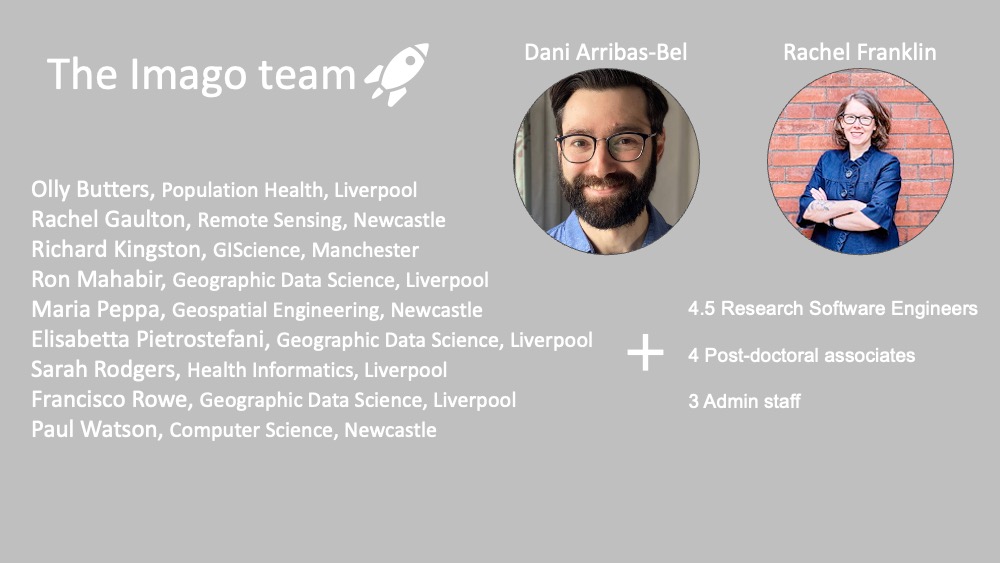 The Imago team
Dani Arribas-Bel
Rachel Franklin
Olly Butters, Population Health, Liverpool
Rachel Gaulton, Remote Sensing, Newcastle
Richard Kingston, GIScience, Manchester
Ron Mahabir, Geographic Data Science, Liverpool
Maria Peppa, Geospatial Engineering, Newcastle
Elisabetta Pietrostefani, Geographic Data Science, Liverpool
Sarah Rodgers, Health Informatics, Liverpool
Francisco Rowe, Geographic Data Science, Liverpool
Paul Watson, Computer Science, Newcastle
+
4.5 Research Software Engineers
4 Post-doctoral associates
3 Admin staff